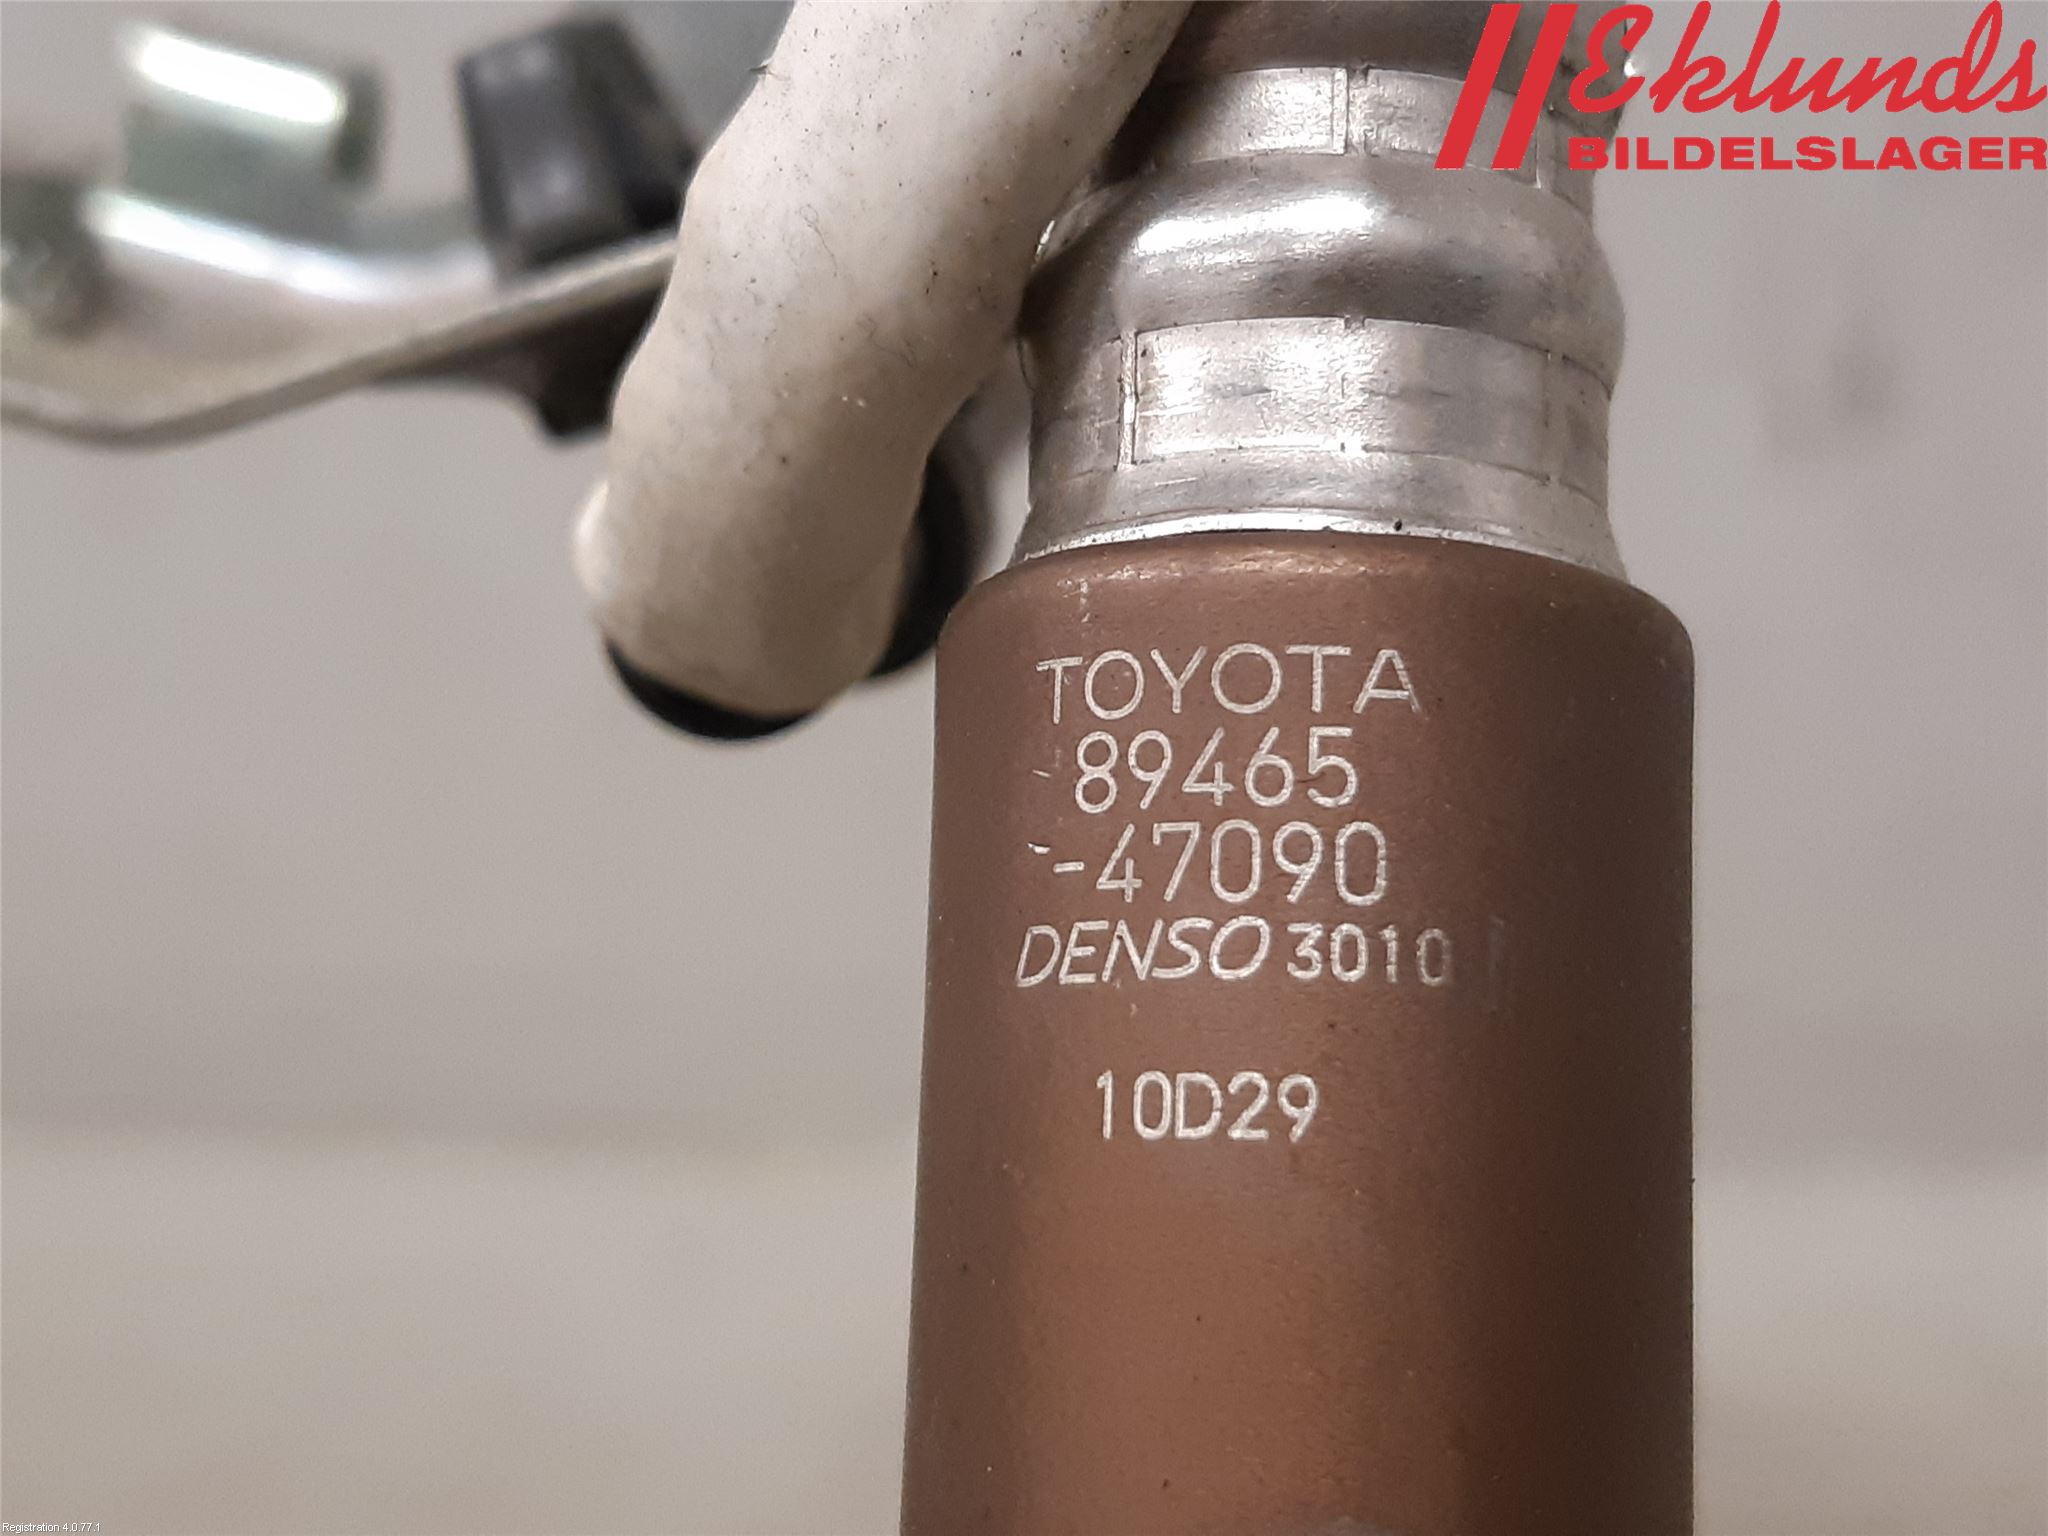 Eklunds
BILDELSLAGER
TOYOTA
89465
-47090
DENSO 3010
10D29
Registration 4.0.77.1